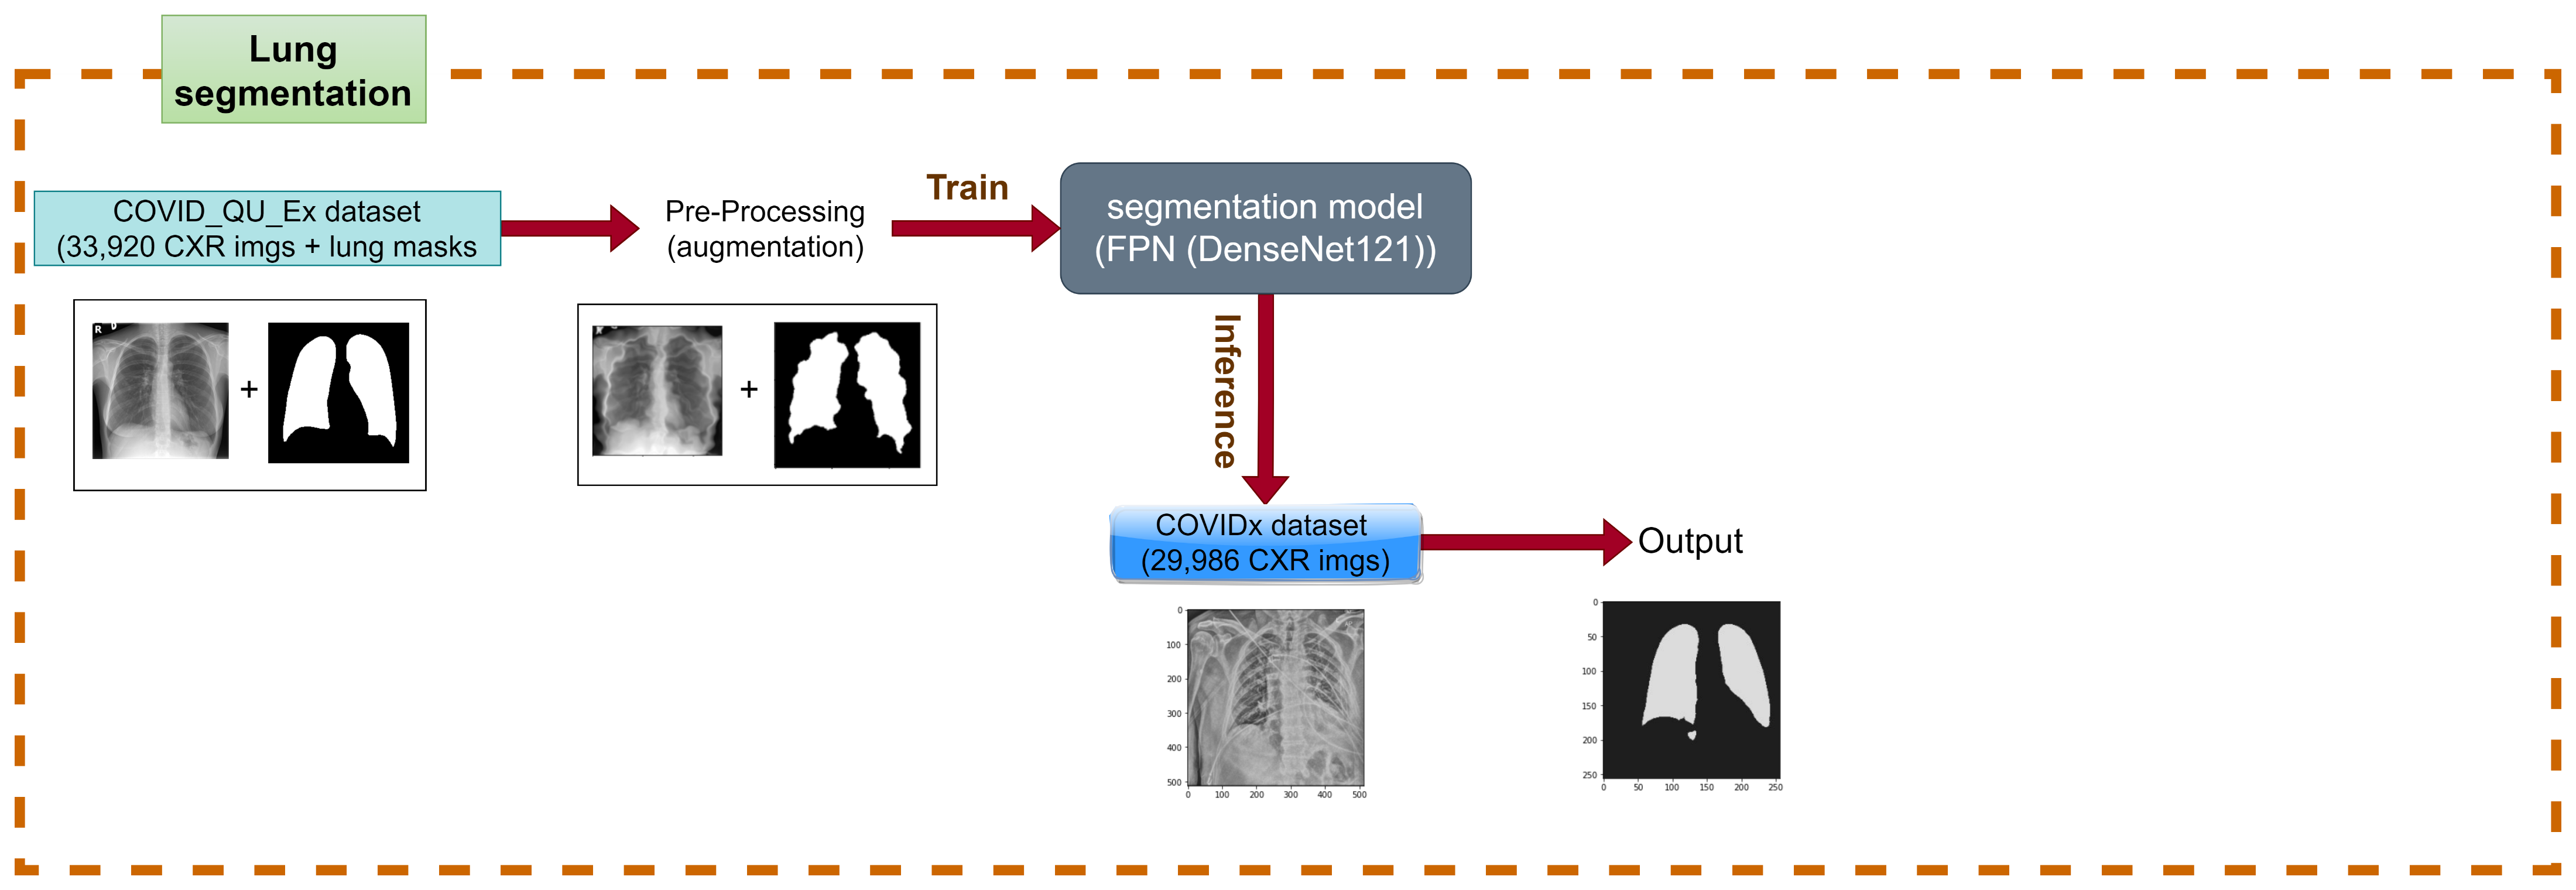 Lung
segmentation
COVID_QU_Ex dataset
(33,920 CXR imgs + lung masks
Pre-Processing
(augmentation)
Train
segmentation model
(FPN (DenseNet121))
R D
+
+
Inference
COVIDx dataset
(29,986 CXR imgs)
Output
0
100
200
300
400
500
0 100 200 300 400 500
0
50
100
150
200
250
0 50 100 150 200 250